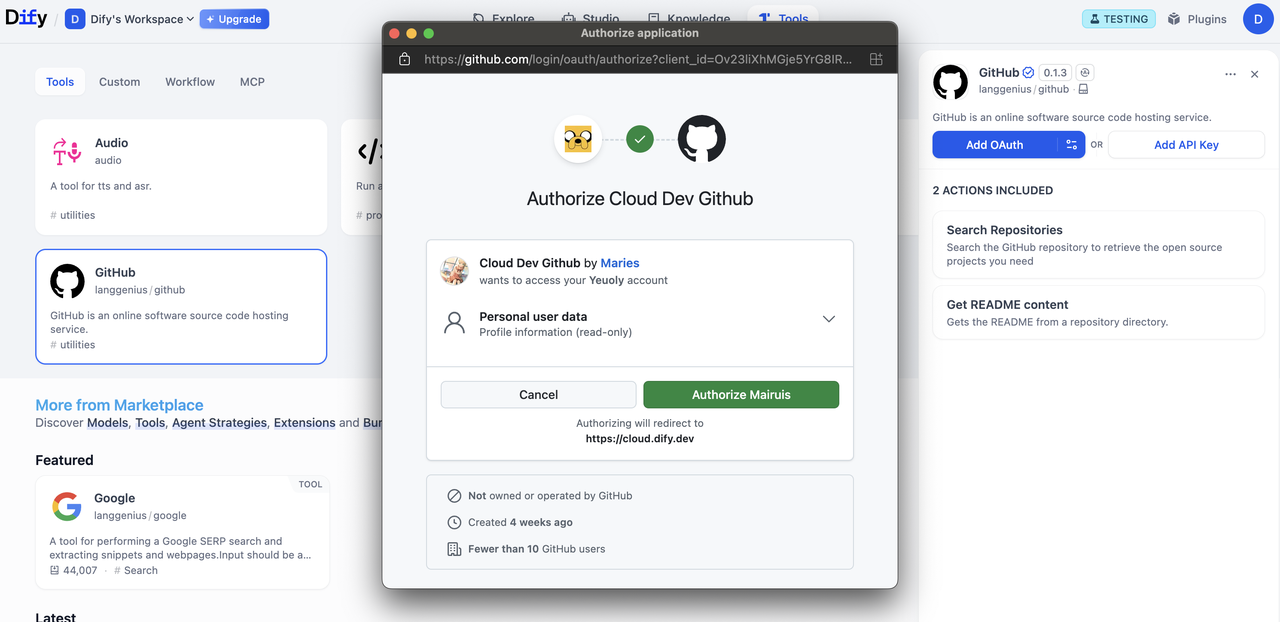 Dify / D Dify's Workspace Upgrade
Explore Studio Knowledge Tools
TESTING Plugins D
Tools Custom Workflow MCP
Audio
audio
A tool for tts and asr.
# utilities
</>
Run a
# pro
GitHub
langgenius / github
GitHub is an online software source code hosting
service.
# utilities
More from Marketplace
Discover Models, Tools, Agent Strategies, Extensions and Bun
Featured
TOOL
Google
langgenius / google
A tool for performing a Google SERP search and
extracting snippets and webpages.Input should be a...
44,007 · # Search
Latest
Authorize application
https://github.com/login/oauth/authorize?client_id=Ov23liXhMGje5YrG8IR...
Authorize Cloud Dev Github
Cloud Dev Github by Maries
wants to access your Yeuoly account
Personal user data
Profile information (read-only)
Cancel
Authorize Mairuis
Authorizing will redirect to
https://cloud.dify.dev
Not owned or operated by GitHub
Created 4 weeks ago
Fewer than 10 GitHub users
GitHub 0.1.3
langgenius / github ·
GitHub is an online software source code hosting service.
Add OAuth OR Add API Key
2 ACTIONS INCLUDED
Search Repositories
Search the GitHub repository to retrieve the open source
projects you need
Get README content
Gets the README from a repository directory.